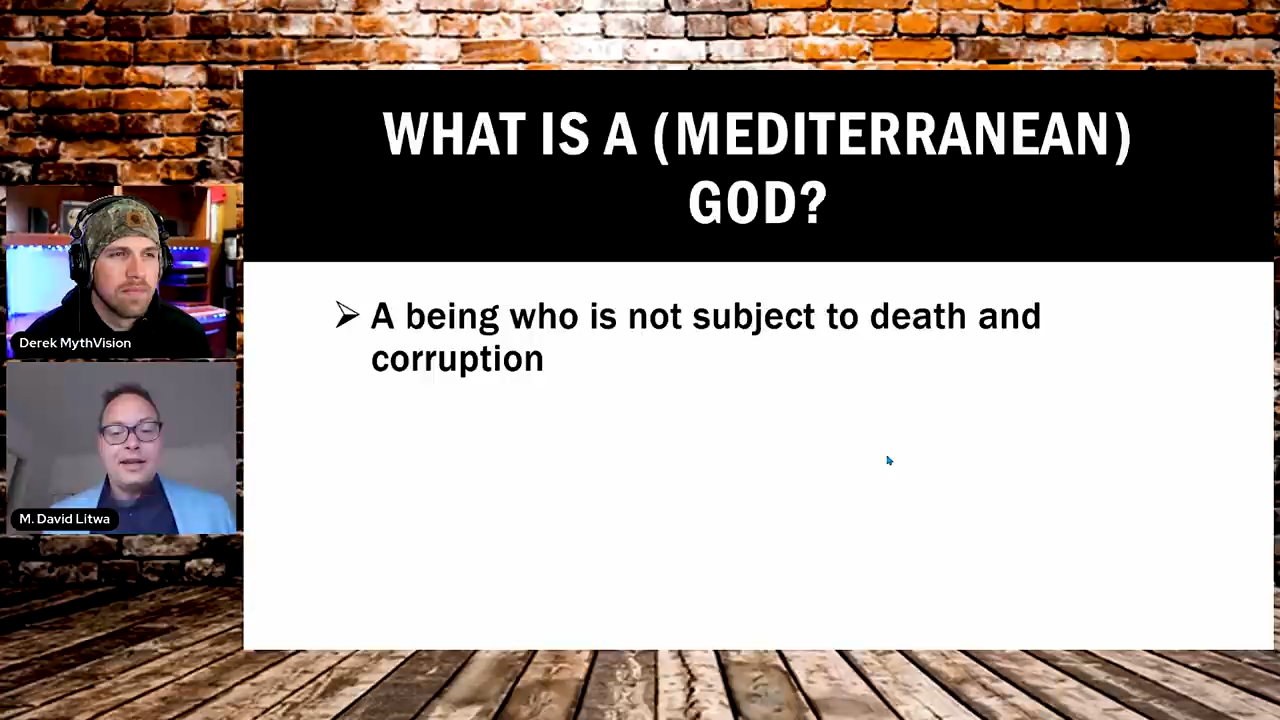 WHAT IS A (MEDITERRANEAN)
GOD?
Derek MythVision
M. David Litwa
➢ A being who is not subject to death and
corruption